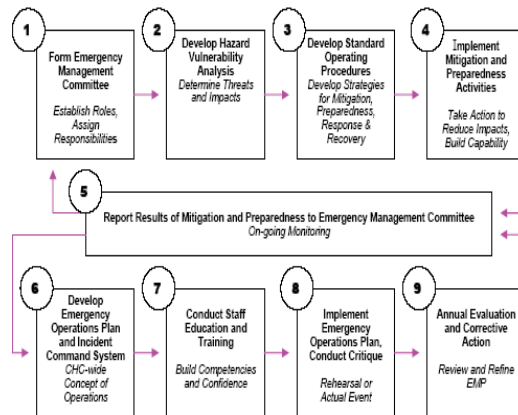 1
Form Emergency
Management
Committee
Establish Roles,
Assign
Responsibilities
2
Develop Hazard
Vulnerability
Analysis
Determine Threats
and Impacts
3
Develop Standard
Operating
Procedures
Develop Strategies
for Mitigation,
Preparedness,
Response &
Recovery
4
Implement
Mitigation and
Preparedness
Activities
Take Action to
Reduce Impacts,
Build Capability
5
Report Results of Mitigation and Preparedness to Emergency Management Committee
On-going Monitoring
6
Develop
Emergency
Operations Plan
and Incident
Command System
CHC-wide
Concept of
Operations
7
Conduct Staff
Education and
Training
Build Competencies
and Confidence
8
Implement
Emergency
Operations Plan,
Conduct Critique
Rehearsal or
Actual Event
9
Annual Evaluation
and Corrective
Action
Review and Refine
EMP